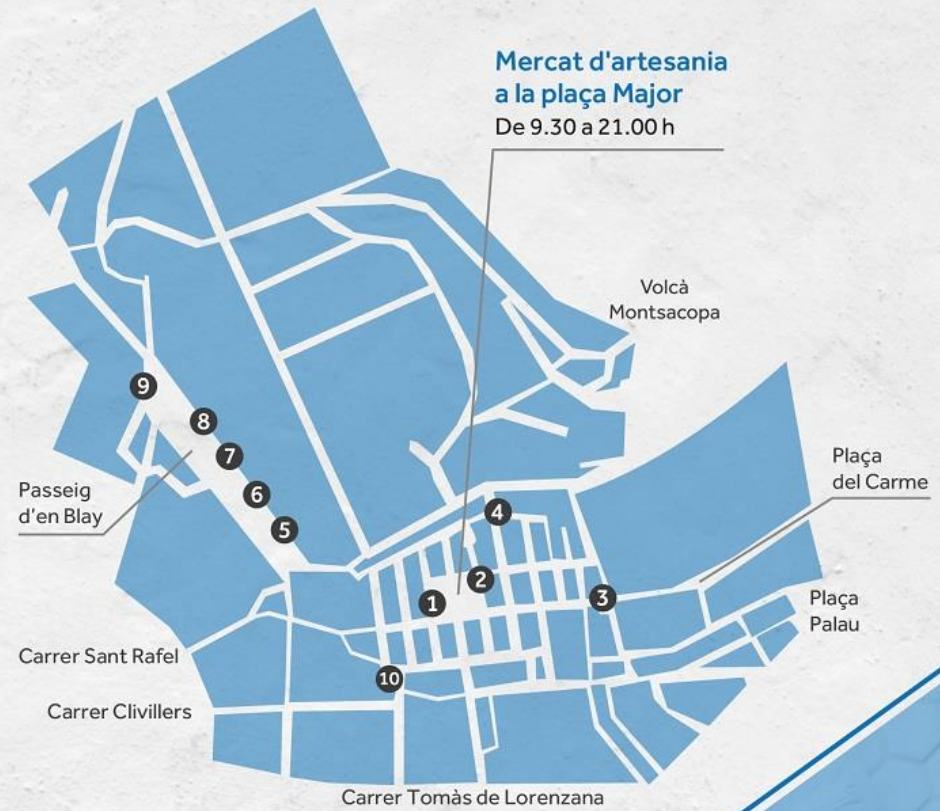 Mercat d'artesania
a la plaça Major
De 9.30 a 21.00 h
Volcà
Montsacopa
9
8
7
6
5
Passeig
d'en Blay
Plaça
del Carme
4
2
1
3
Plaça
Palau
Carrer Sant Rafel
10
Carrer Clivillers
Carrer Tomàs de Lorenzana